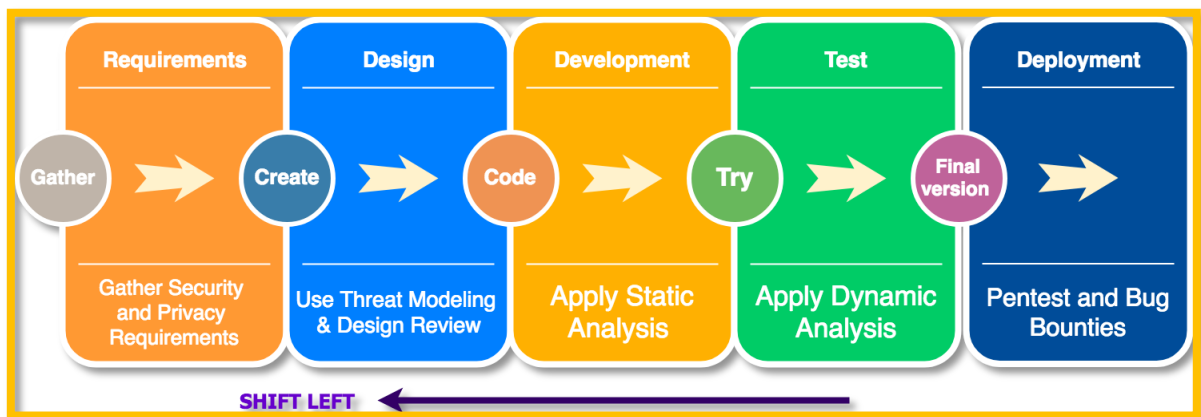 Requirements
Design
Development
Test
Deployment
Gather
Create
Code
Try
Final
version
Gather Security
and Privacy
Requirements
Use Threat Modeling
& Design Review
Apply Static
Analysis
Apply Dynamic
Analysis
Pentest and Bug
Bounties
SHIFT LEFT